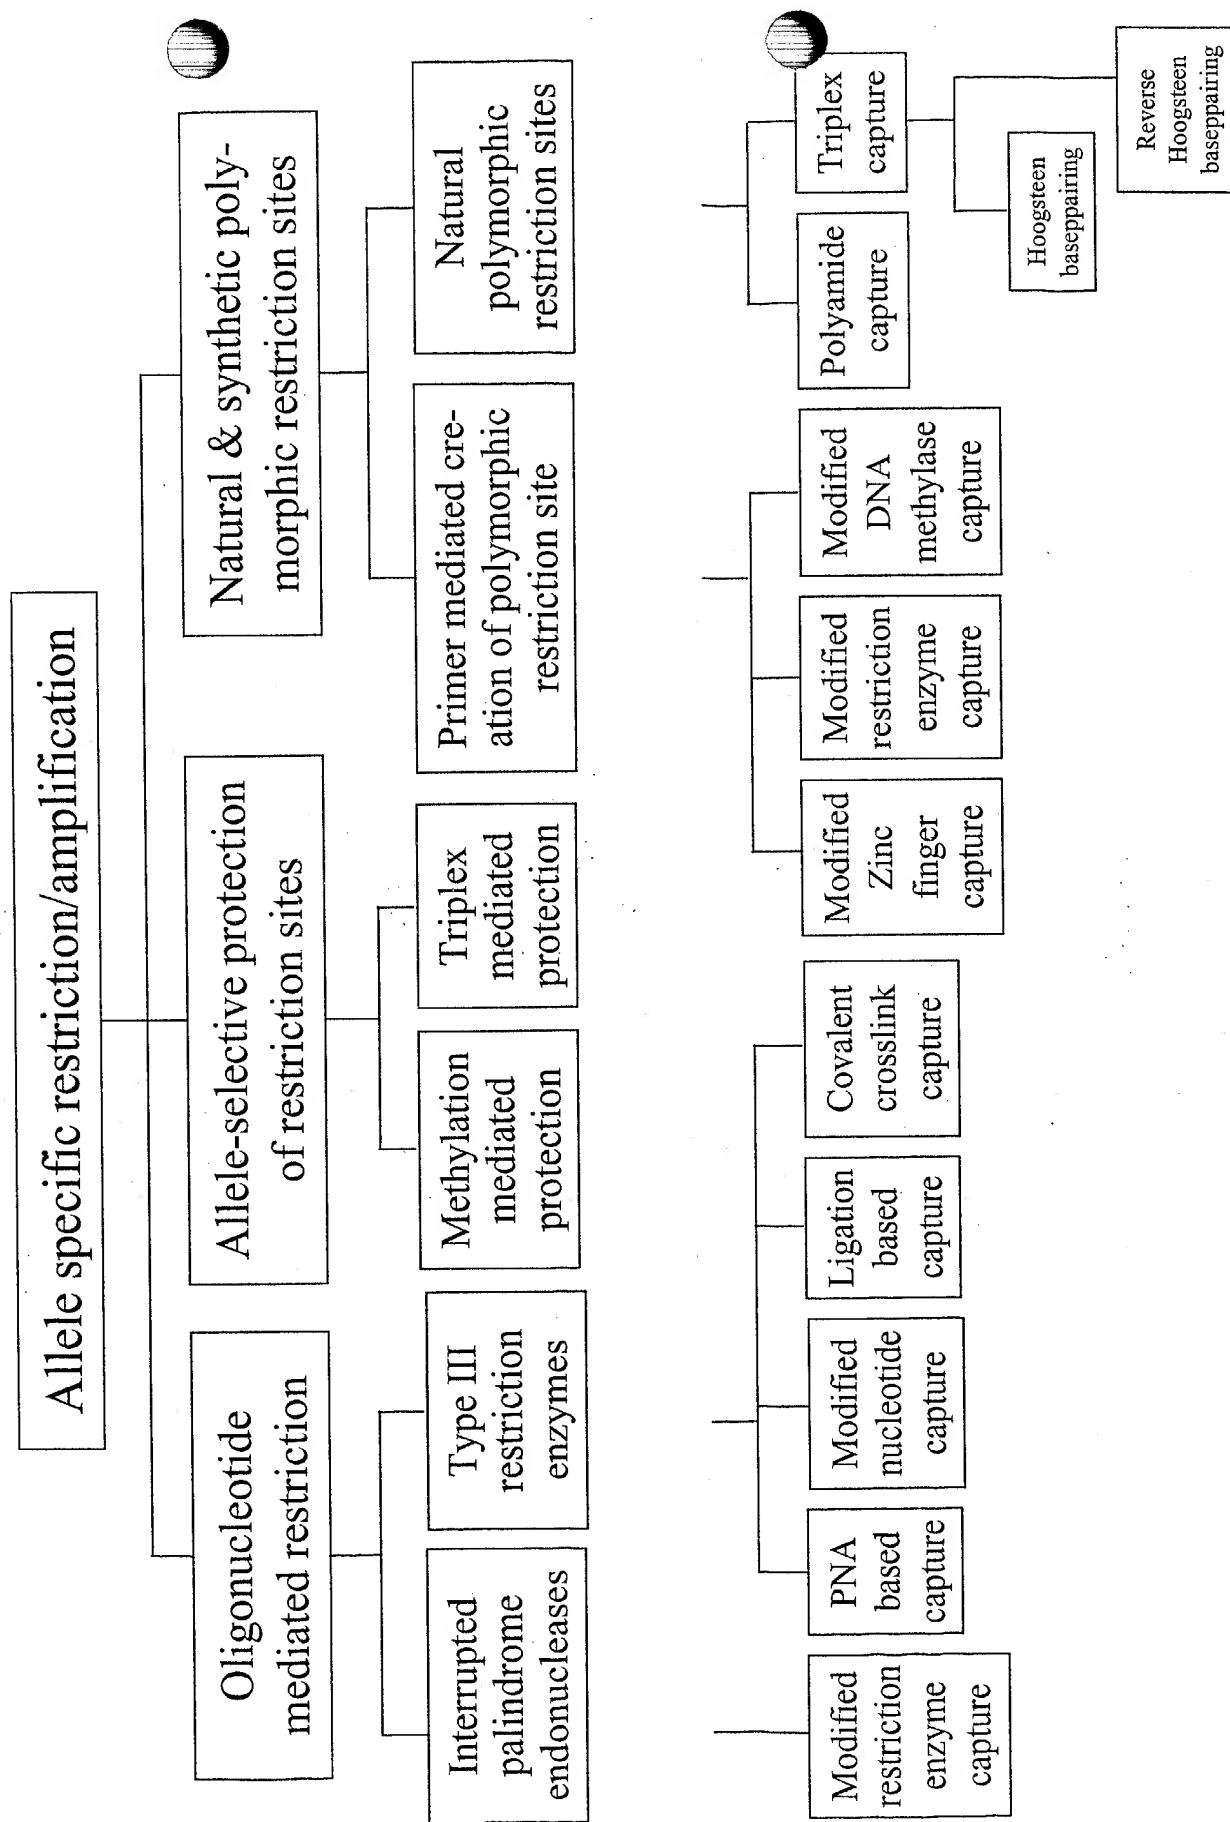 Allele specific restriction/amplification
Oligonucleotide
mediated restriction
Allele-selective protection
of restriction sites
Natural & synthetic poly-
morphic restriction sites
Interrupted
palindrome
endonucleases
Type III
restriction
enzymes
Methylation
mediated
protection
Triplex
mediated
protection
Primer mediated cre-
ation of polymorphic
restriction site
Natural
polymorphic
restriction sites
Modified
restriction
enzyme
capture
PNA
based
capture
Modified
nucleotide
capture
Ligation
based
capture
Covalent
crosslink
capture
Modified
Zinc
finger
capture
Modified
restriction
enzyme
capture
Modified
DNA
methylase
capture
Polyamide
capture
Triplex
capture
Hoogsteen
baseppairing
Reverse
Hoogsteen
baseppairing